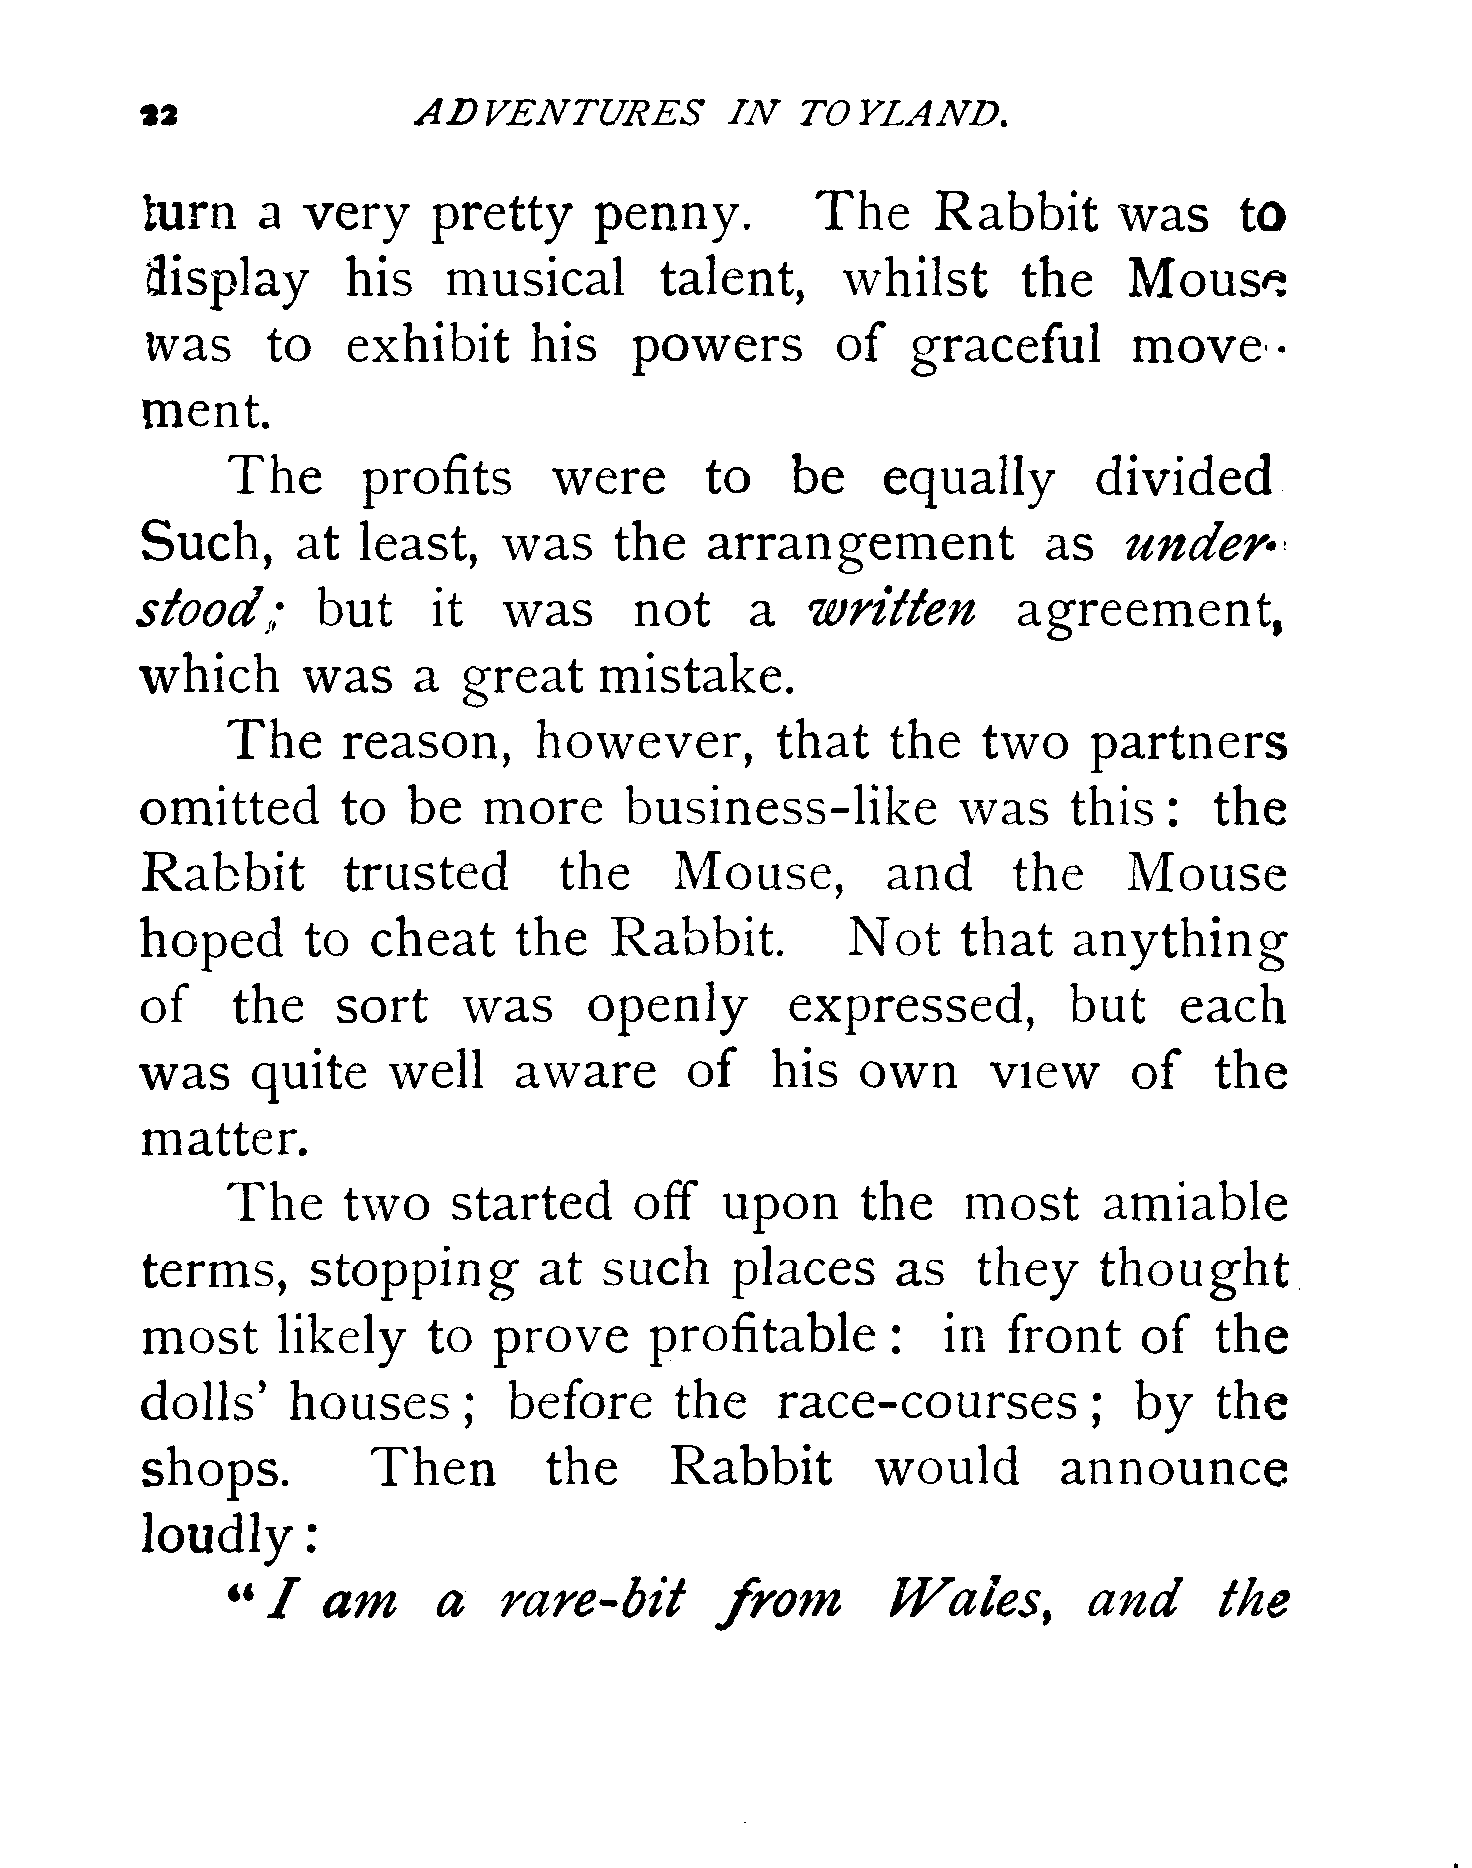 22 ADVENTURES IN TOYLAND.
turn a very pretty penny. The Rabbit was to
display his musical talent, whilst the Mouse
was to exhibit his powers of graceful move-
ment.
The profits were to be equally divided
Such, at least, was the arrangement as under-
stood; but it was not a written agreement,
which was a great mistake.
The reason, however, that the two partners
omitted to be more business-like was this: the
Rabbit trusted the Mouse, and the Mouse
hoped to cheat the Rabbit. Not that anything
of the sort was openly expressed, but each
was quite well aware of his own view of the
matter.
The two started off upon the most amiable
terms, stopping at such places as they thought
most likely to prove profitable: in front of the
dolls' houses; before the race-courses; by the
shops. Then the Rabbit would announce
loudly:
"I am a rare-bit from Wales, and the